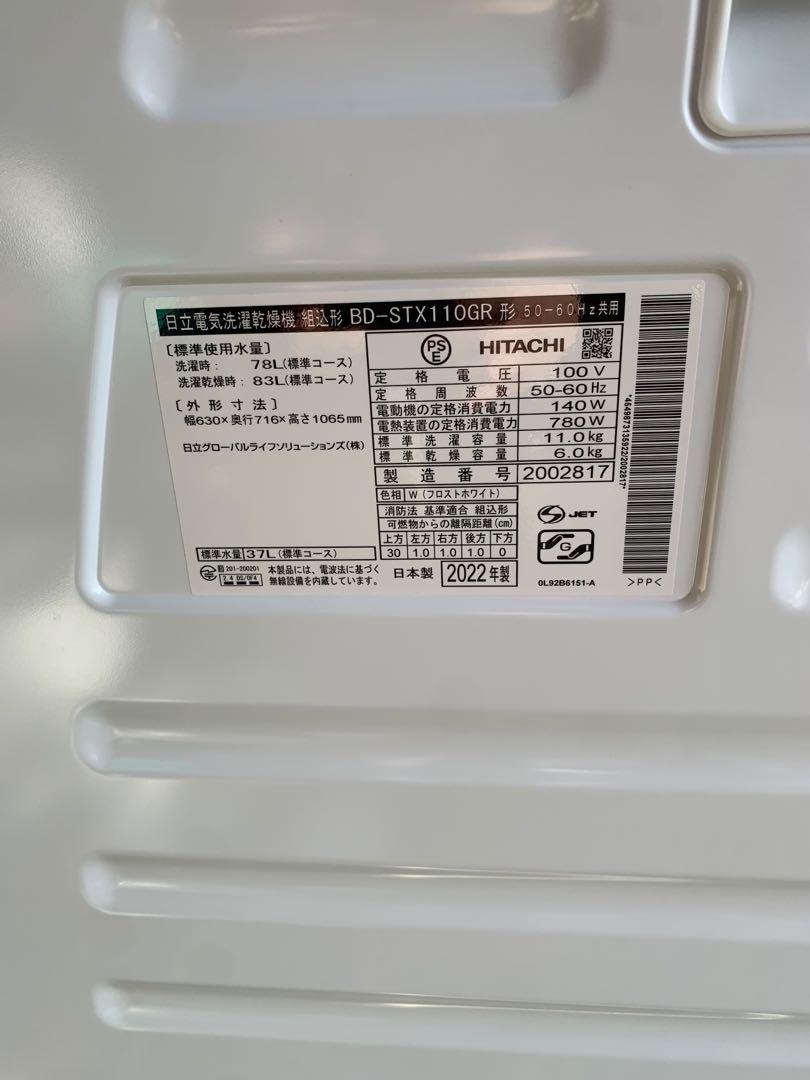 日立電気洗濯乾燥機 組込形 BD-STX110GR 形 50-60Hz共用
〔標準使用水量〕
洗濯時: 78L(標準コース)
洗濯乾燥時: 83L(標準コース)
〔外形寸法〕
幅630×奥行716×高さ1065mm
日立グローバルライフソリューションズ(株)
標準水量 37L(標準コース)
R 201-200201
2.4 DS/OF4
本製品には、電波法に基づく
無線設備を内蔵しています。
PS
E
HITACHI
定格電圧 100V
定格周波数 50-60Hz
電動機の定格消費電力 140W
電熱装置の定格消費電力 780W
標準洗濯容量 11.0kg
標準乾燥容量 6.0kg
製造番号 2002817
色相 W(フロストホワイト)
消防法 基準適合 組込形
可燃物からの離隔距離(cm)
上方 左方 右方 後方 下方
30 1.0 1.0 1.0 0
日本製 2022年製
S JET
G
0L92B6151-A
*4549873135922/2002817*
>PP<